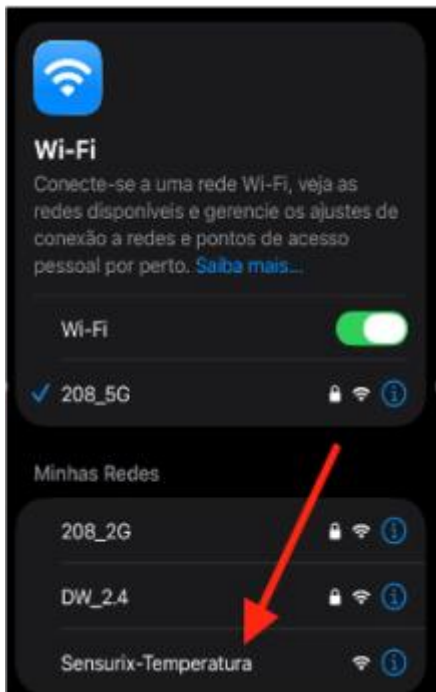 Wi-Fi
Conecte-se a uma rede Wi-Fi, veja as
redes disponíveis e gerencie os ajustes de
conexão a redes e pontos de acesso
pessoal por perto. Saiba mais...
Wi-Fi
208_5G
Minhas Redes
208_2G
DW_2.4
Sensurix-Temperatura